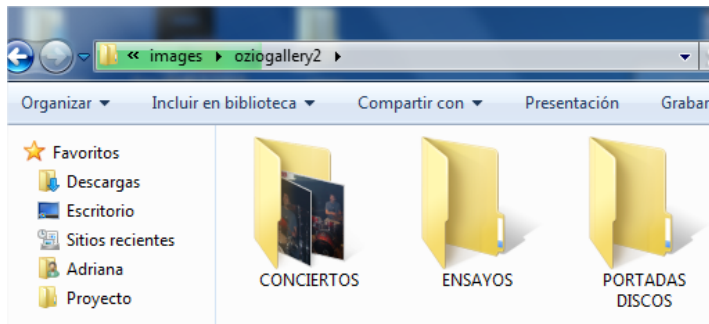 « images ▸ oziogallery2 ▸
Organizar ▾ Incluir en biblioteca ▾ Compartir con ▾ Presentación Grabar
Favoritos
Descargas
Escritorio
Sitios recientes
Adriana
Proyecto
CONCIERTOS
ENSAYOS
PORTADAS
DISCOS